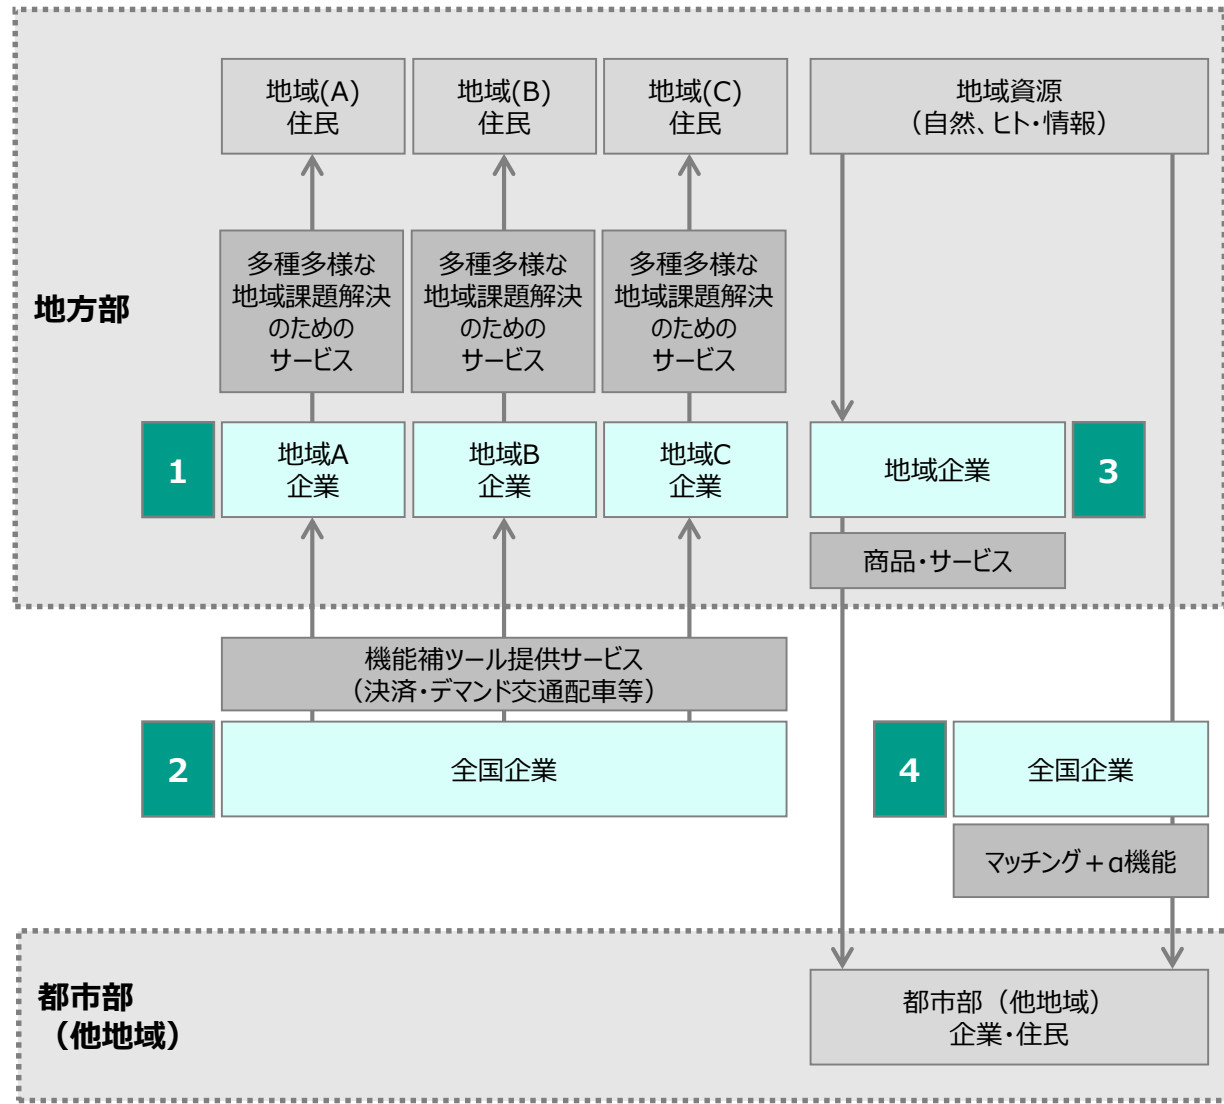 地域(A)
住民
地域(B)
住民
地域(C)
住民
地域資源
（自然、ヒト・情報）
地方部
多種多様な
地域課題解決
のための
サービス
多種多様な
地域課題解決
のための
サービス
多種多様な
地域課題解決
のための
サービス
1
地域A
企業
地域B
企業
地域C
企業
地域企業
3
商品・サービス
機能補ツール提供サービス
（決済・デマンド交通配車等）
2
全国企業
4
全国企業
マッチング＋α機能
都市部
（他地域）
都市部（他地域）
企業・住民